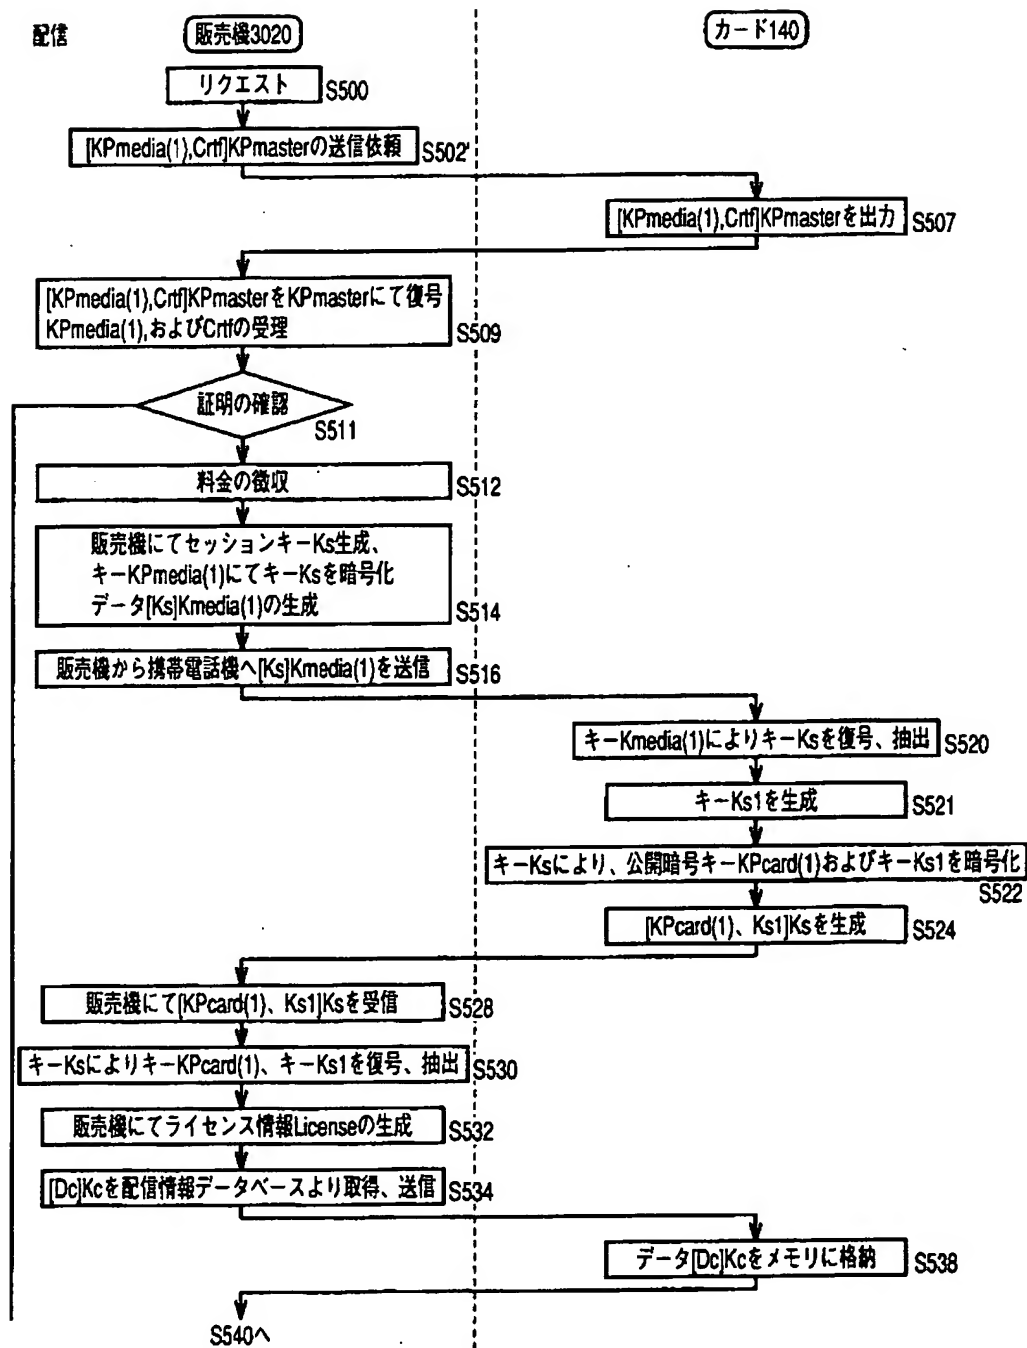 配信
販売機3020
カード140
リクエスト
S500
[KPmedia(1),Crtf]KPmasterの送信依頼
S502'
[KPmedia(1),Crtf]KPmasterを出力
S507
[KPmedia(1),Crtf]KPmasterをKPmasterにて復号
KPmedia(1),およびCrtfの受理
S509
証明の確認
S511
料金の徴収
S512
販売機にてセッションキーKs生成、
キーKPmedia(1)にてキーKsを暗号化
データ[Ks]Kmedia(1)の生成
S514
販売機から携帯電話機へ[Ks]Kmedia(1)を送信
S516
キーKmedia(1)によりキーKsを復号、抽出
S520
キーKs1を生成
S521
キーKsにより、公開暗号キーKPcard(1)およびキーKs1を暗号化
S522
[KPcard(1)、Ks1]Ksを生成
S524
販売機にて[KPcard(1)、Ks1]Ksを受信
S528
キーKsによりキーKPcard(1)、キーKs1を復号、抽出
S530
販売機にてライセンス情報Licenseの生成
S532
[Dc]Kcを配信情報データベースより取得、送信
S534
データ[Dc]Kcをメモリに格納
S538
S540へ